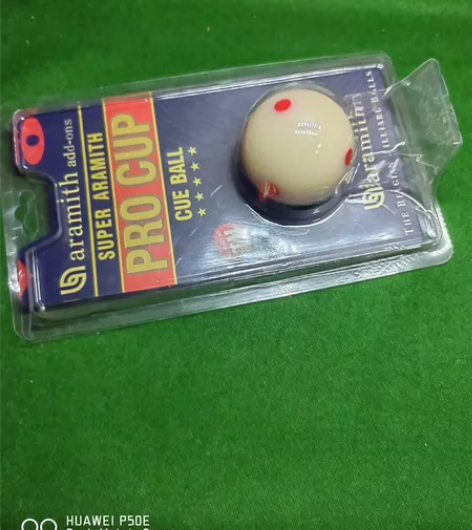 aramith add-ons
SUPER ARAMITH
PRO CUP
CUE BALL
aramith
HUAWEI P50E